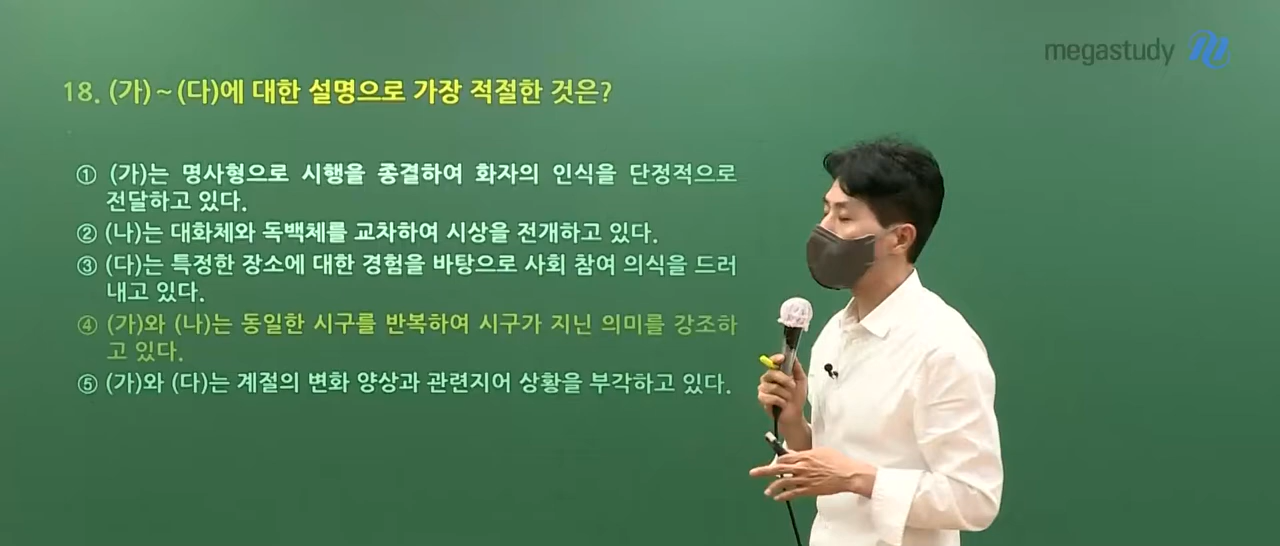 megastudy
18. (가)~(다)에 대한 설명으로 가장 적절한 것은?
① (가)는 명사형으로 시행을 종결하여 화자의 인식을 단정적으로
전달하고 있다.
② (나)는 대화체와 독백체를 교차하여 시상을 전개하고 있다.
③ (다)는 특정한 장소에 대한 경험을 바탕으로 사회 참여 의식을 드러
내고 있다.
④ (가)와 (나)는 동일한 시구를 반복하여 시구가 지닌 의미를 강조하
고 있다.
⑤ (가)와 (다)는 계절의 변화 양상과 관련지어 상황을 부각하고 있다.